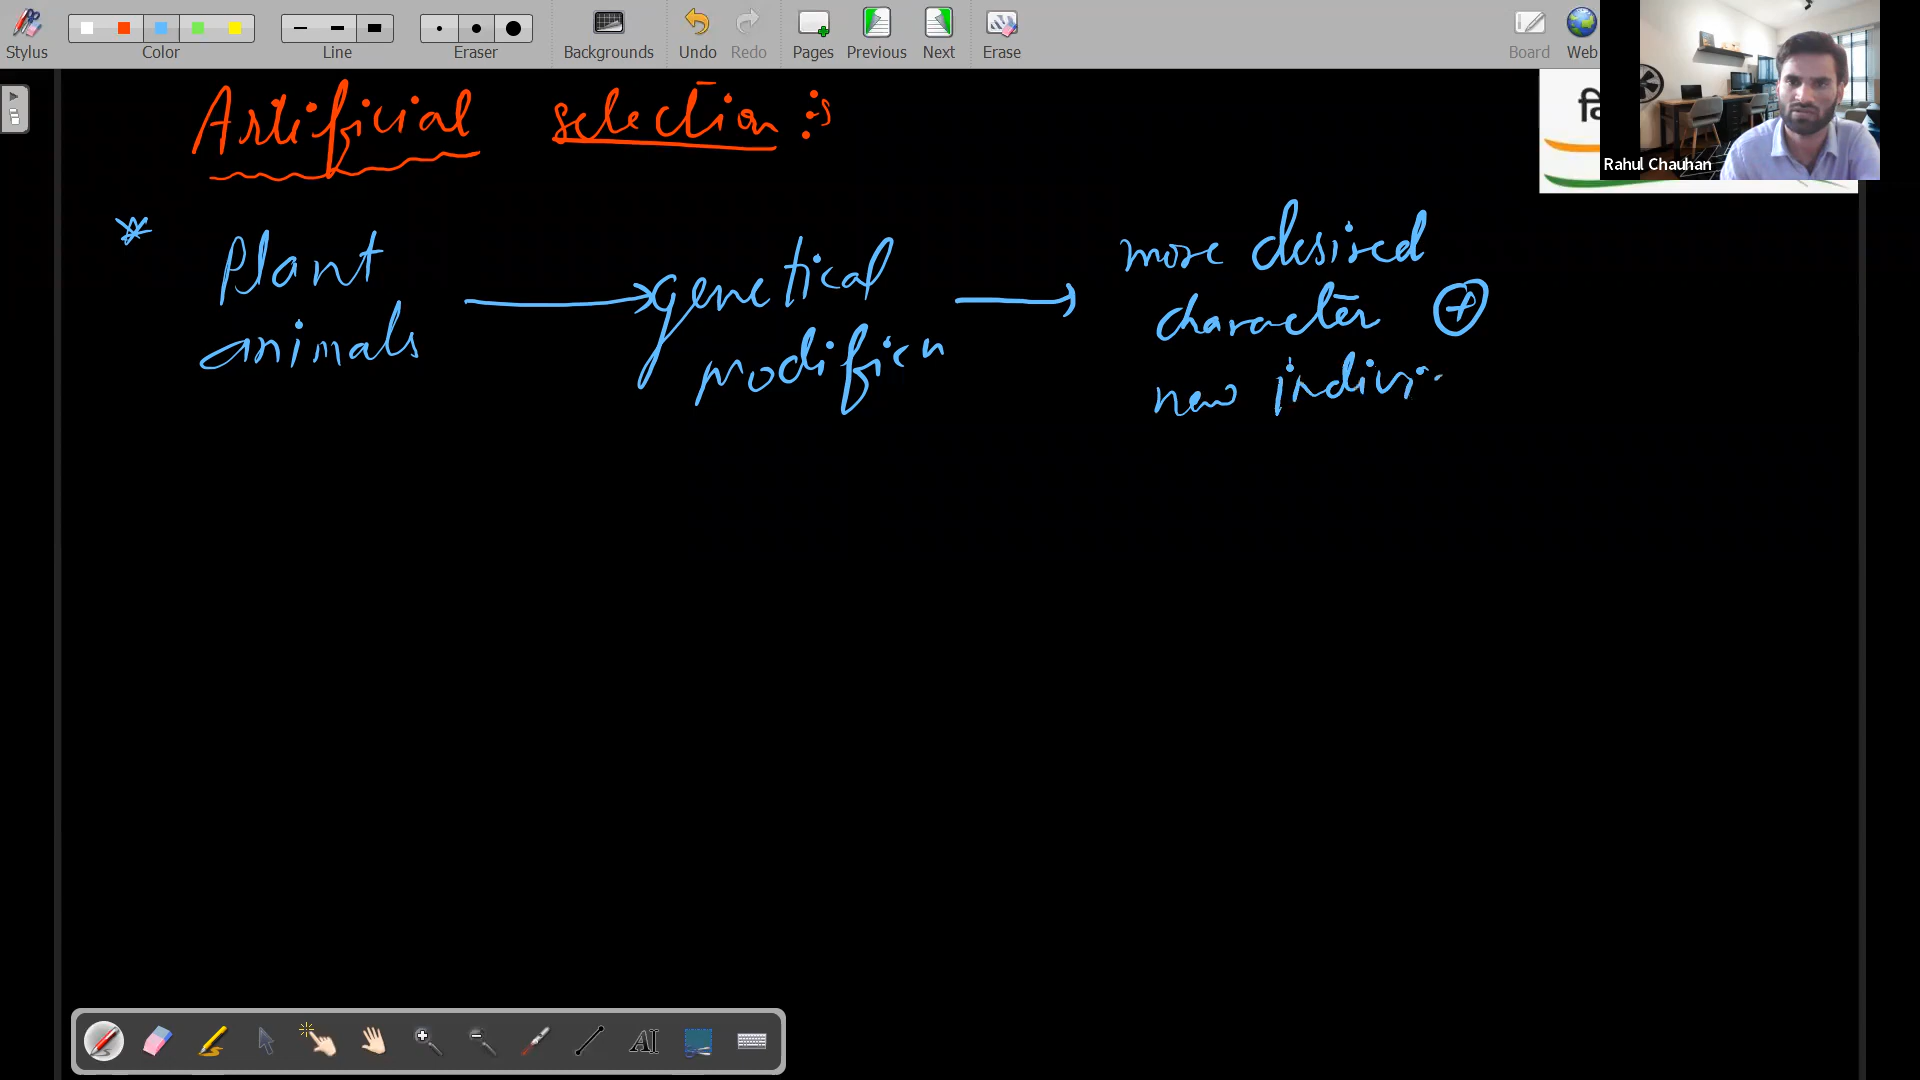 Stylus Color Line Eraser Backgrounds Undo Redo Pages Previous Next Erase Board Web
Rahul Chauhan
Artificial selection :-
* Plant animals → genetical modificn → more desired character ⊕ new indivi
AI